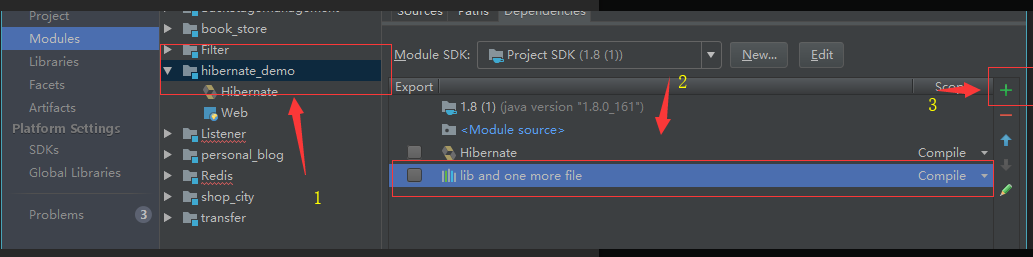 Project
Modules
Libraries
Facets
Artifacts
Platform Settings
SDKs
Global Libraries
Problems 3
book_store
Filter
hibernate_demo
Hibernate
Web
Listener
personal_blog
Redis
shop_city
transfer
1
Sources Paths Dependencies
Module SDK: Project SDK (1.8 (1)) New... Edit
Export 2 Scope
3
1.8 (1) (java version "1.8.0_161")
<Module source>
Hibernate Compile
lib and one more file Compile